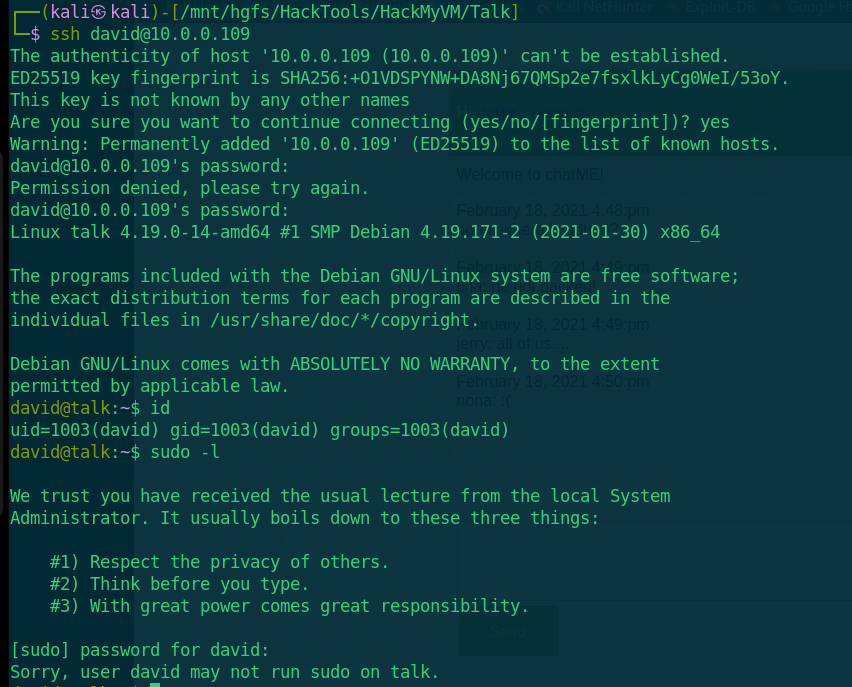 ┌──(kali㉿kali)-[/mnt/hgfs/HackTools/HackMyVM/Talk]
└─$ ssh david@10.0.0.109
The authenticity of host '10.0.0.109 (10.0.0.109)' can't be established.
ED25519 key fingerprint is SHA256:+O1VDSPYNW+DA8Nj67QMSp2e7fsxlkLyCg0WeI/53oY.
This key is not known by any other names
Are you sure you want to continue connecting (yes/no/[fingerprint])? yes
Warning: Permanently added '10.0.0.109' (ED25519) to the list of known hosts.
david@10.0.0.109's password:
Permission denied, please try again.
david@10.0.0.109's password:
Linux talk 4.19.0-14-amd64 #1 SMP Debian 4.19.171-2 (2021-01-30) x86_64
The programs included with the Debian GNU/Linux system are free software;
the exact distribution terms for each program are described in the
individual files in /usr/share/doc/*/copyright.
Debian GNU/Linux comes with ABSOLUTELY NO WARRANTY, to the extent
permitted by applicable law.
david@talk:~$ id
uid=1003(david) gid=1003(david) groups=1003(david)
david@talk:~$ sudo -l
We trust you have received the usual lecture from the local System
Administrator. It usually boils down to these three things:
#1) Respect the privacy of others.
#2) Think before you type.
#3) With great power comes great responsibility.
[sudo] password for david:
Sorry, user david may not run sudo on talk.
Kali NetHunter
Exploit-DB
Google Ha
Welcome to chatME!
February 18, 2021 4:48:pm
February 18, 2021 4:49:pm
February 18, 2021 4:49:pm
jerry: all of us....
February 18, 2021 4:50:pm
nona: :(
Send